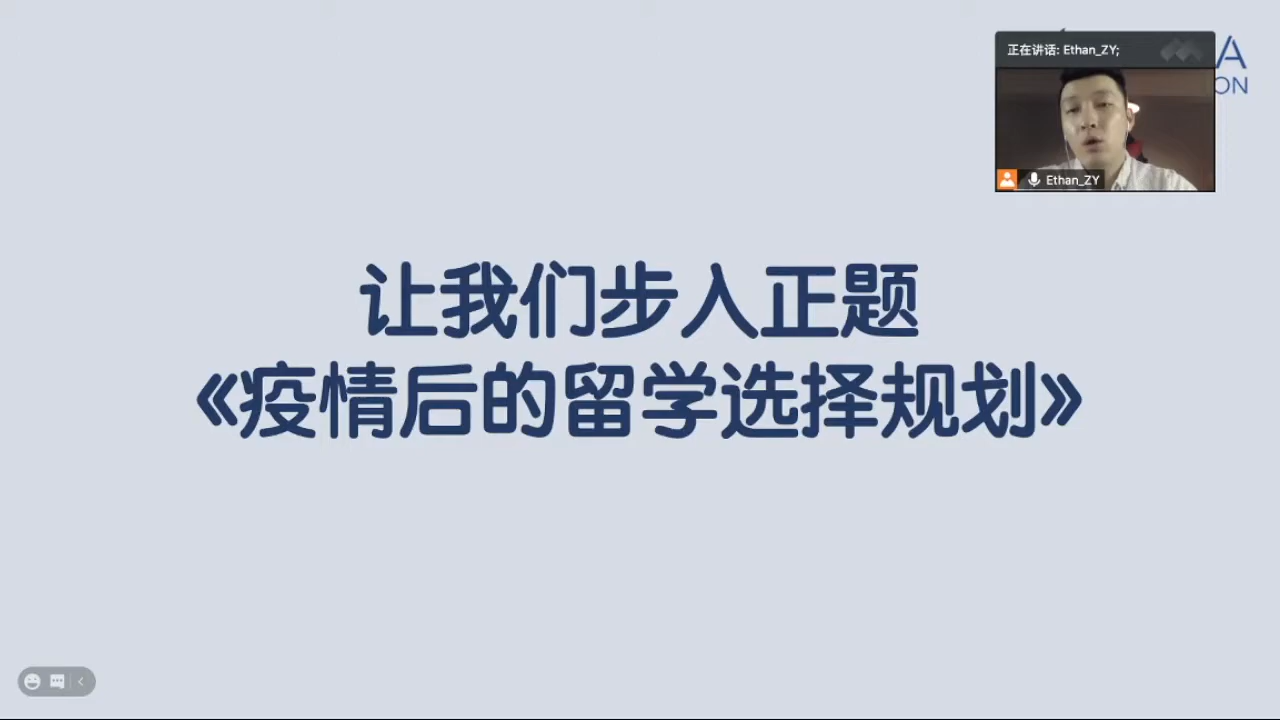 正在讲话: Ethan_ZY;
A
ON
Ethan_ZY
让我们步入正题
《疫情后的留学选择规划》